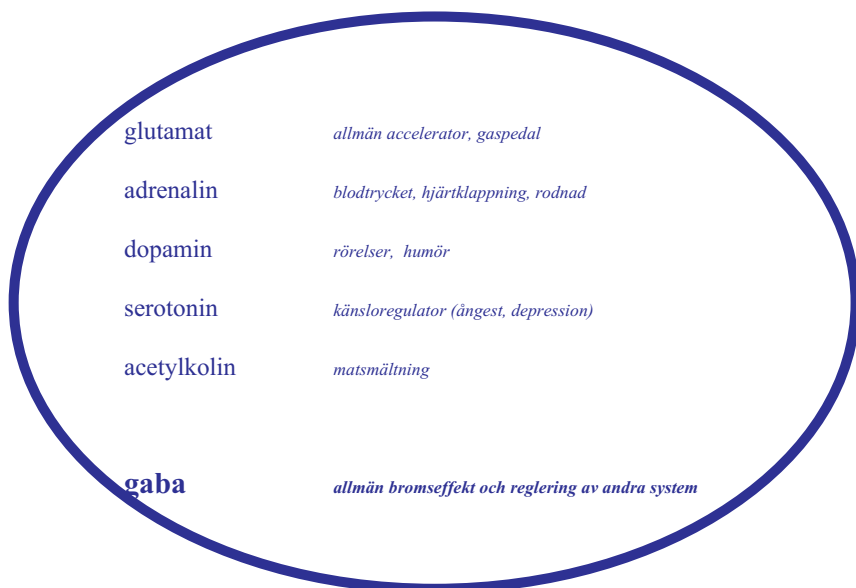 glutamat allmän accelerator, gaspedal
adrenalin blodtrycket, hjärtklappning, rodnad
dopamin rörelser, humör
serotonin känsloregulator (ångest, depression)
acetylkolin matsmältning
gaba allmän bromseffekt och reglering av andra system